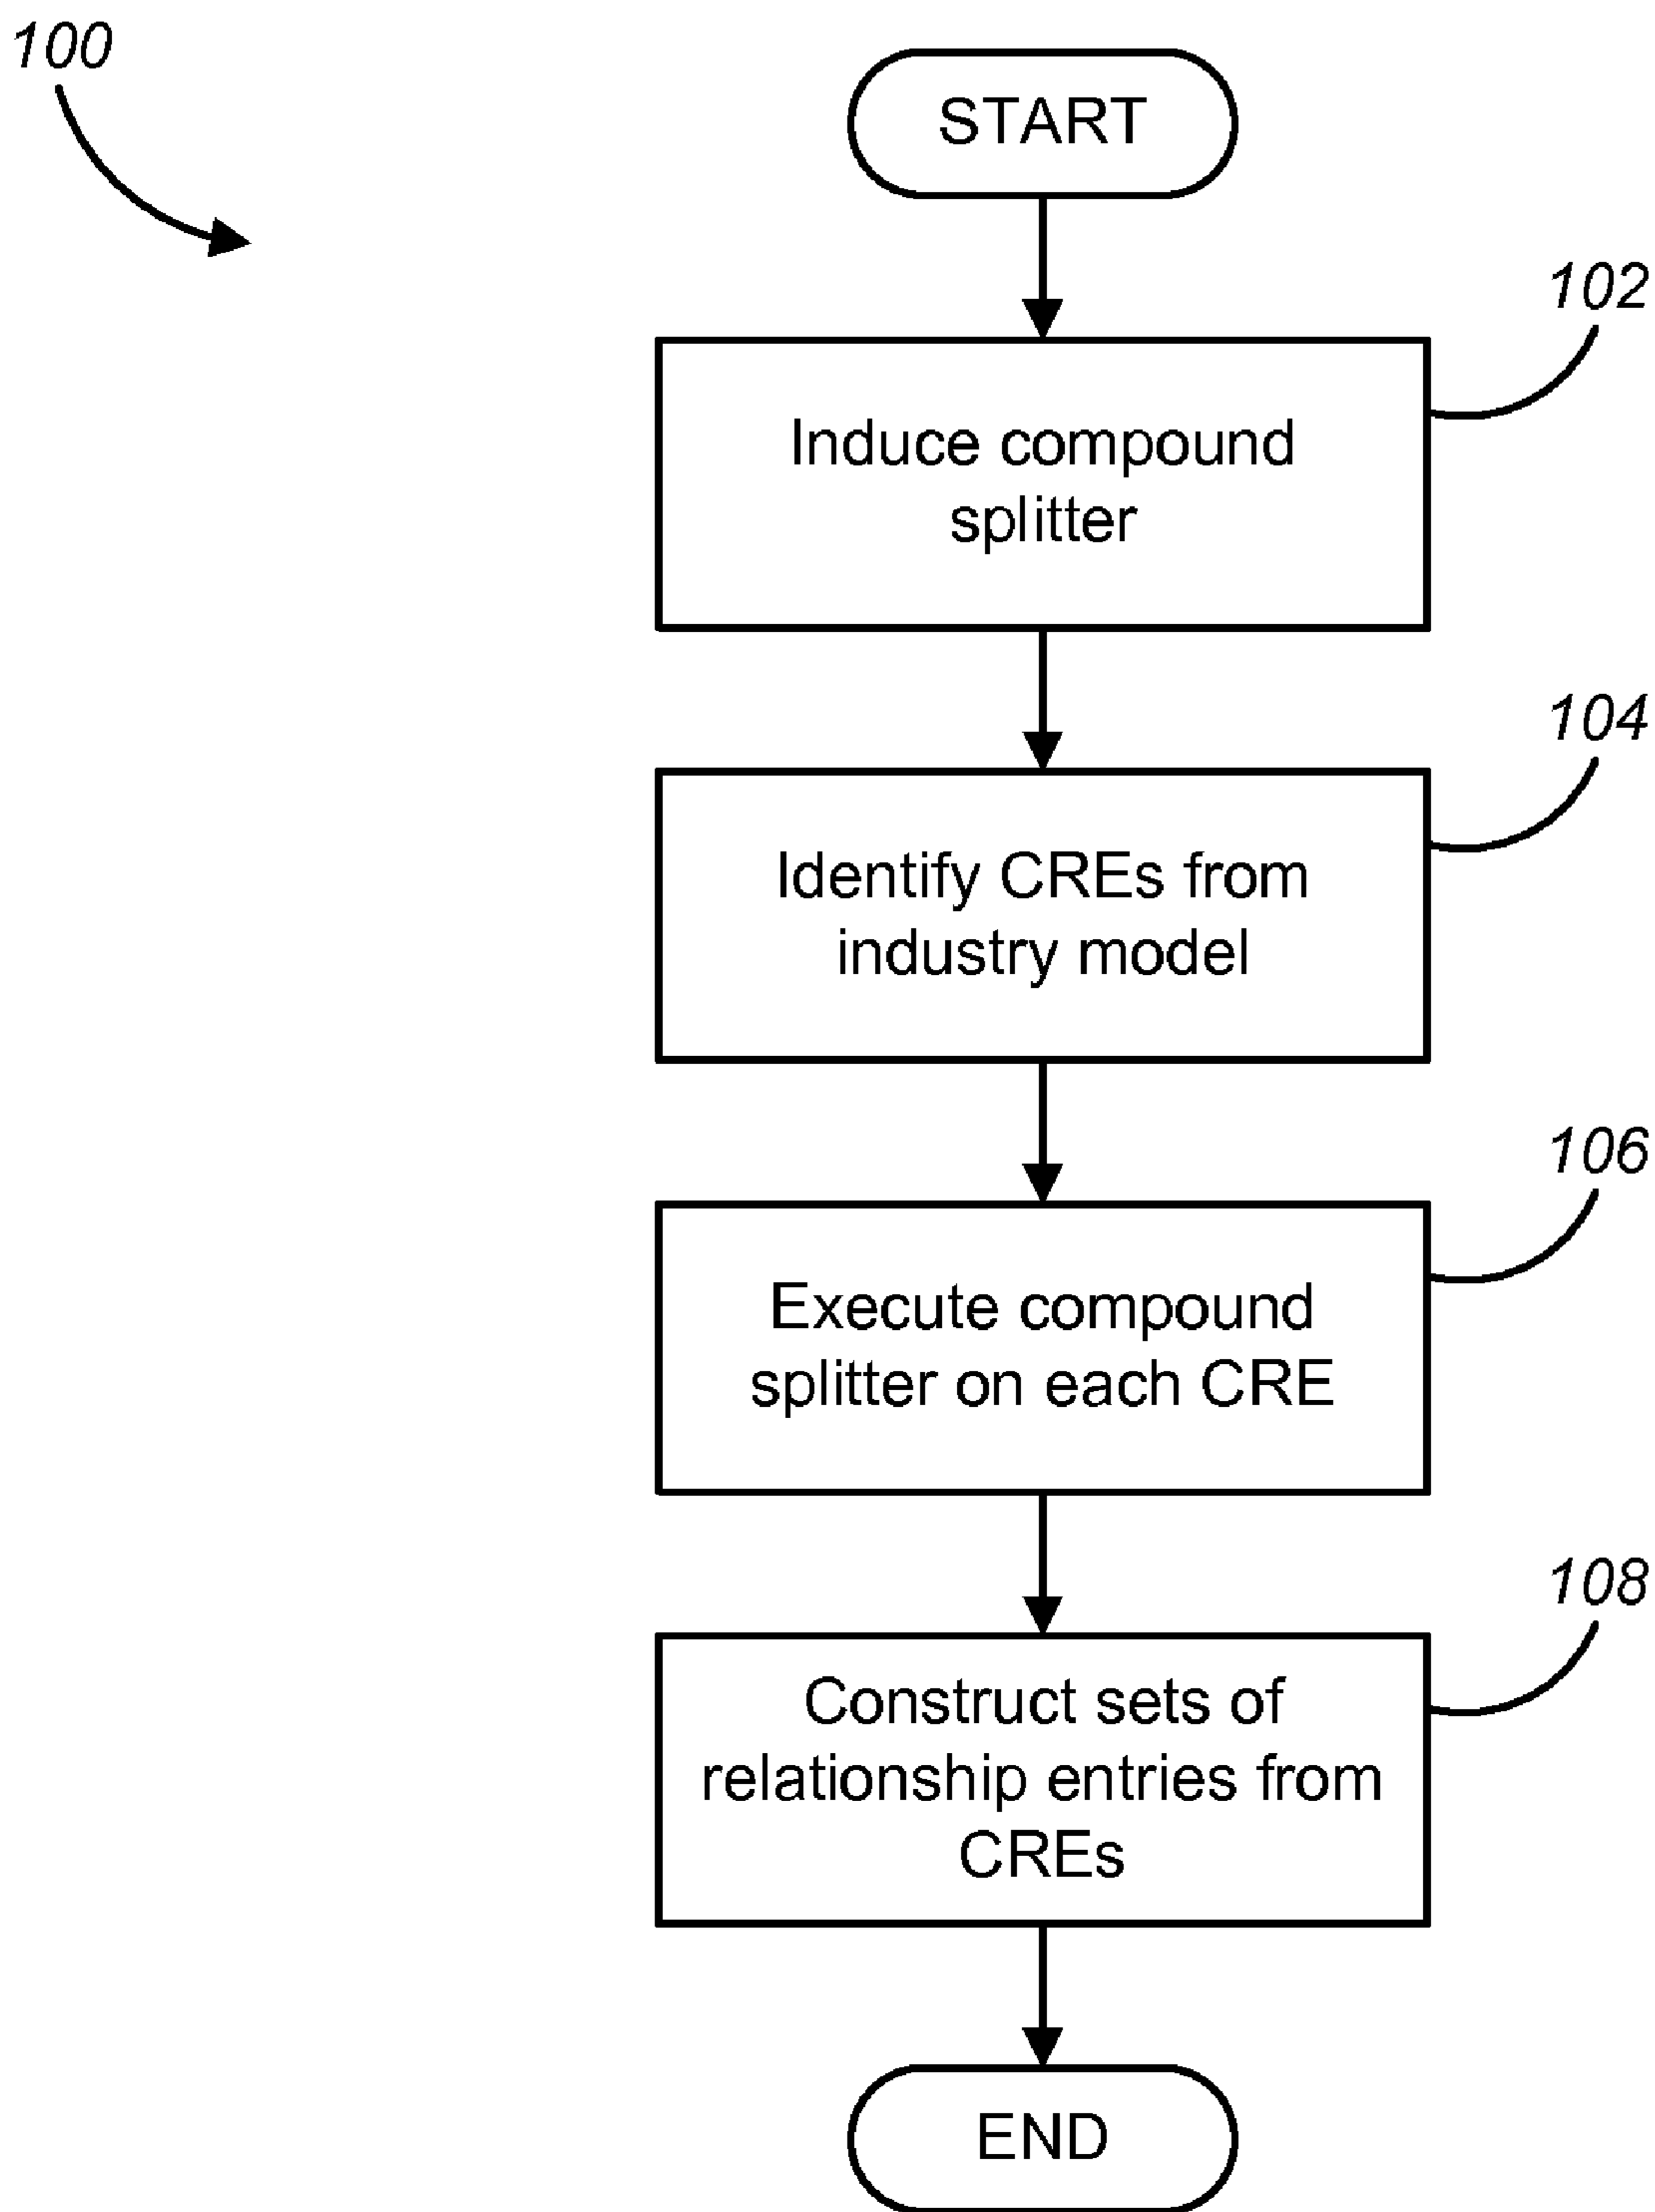 100
START
102
Induce compound
splitter
104
Identify CREs from
industry model
106
Execute compound
splitter on each CRE
108
Construct sets of
relationship entries from
CREs
END